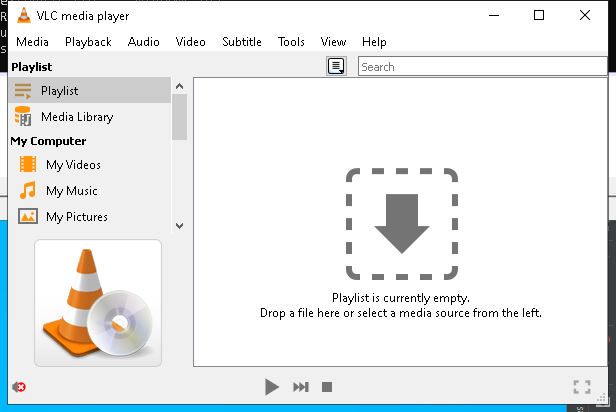 VLC media player
Media Playback Audio Video Subtitle Tools View Help
Playlist
Search
Playlist
Media Library
My Computer
My Videos
My Music
My Pictures
Playlist is currently empty.
Drop a file here or select a media source from the left.